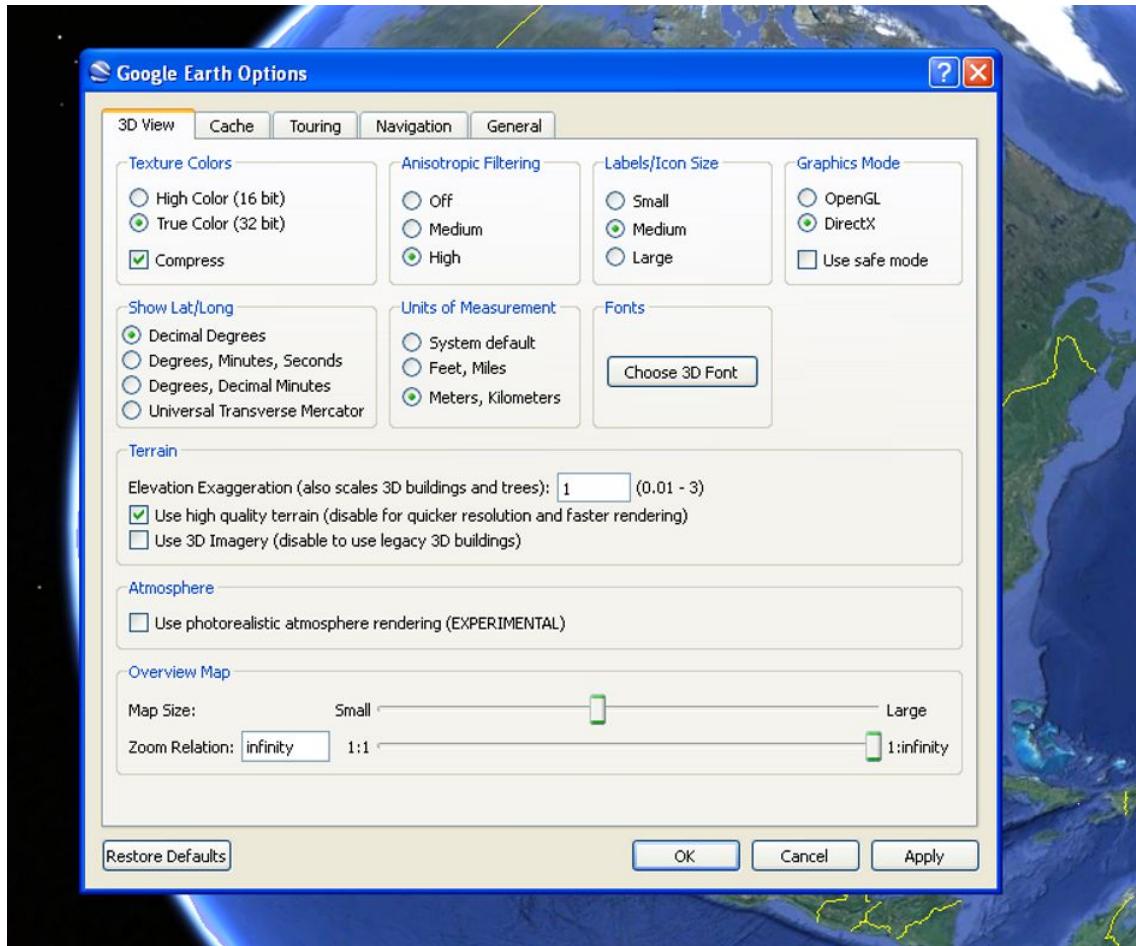 Google Earth Options
3D View Cache Touring Navigation General
Texture Colors
High Color (16 bit)
True Color (32 bit)
Compress
Anisotropic Filtering
Off
Medium
High
Labels/Icon Size
Small
Medium
Large
Graphics Mode
OpenGL
DirectX
Use safe mode
Show Lat/Long
Decimal Degrees
Degrees, Minutes, Seconds
Degrees, Decimal Minutes
Universal Transverse Mercator
Units of Measurement
System default
Feet, Miles
Meters, Kilometers
Fonts
Choose 3D Font
Terrain
Elevation Exaggeration (also scales 3D buildings and trees): 1 (0.01 - 3)
Use high quality terrain (disable for quicker resolution and faster rendering)
Use 3D Imagery (disable to use legacy 3D buildings)
Atmosphere
Use photorealistic atmosphere rendering (EXPERIMENTAL)
Overview Map
Map Size: Small Large
Zoom Relation: infinity 1:1 1:infinity
Restore Defaults OK Cancel Apply